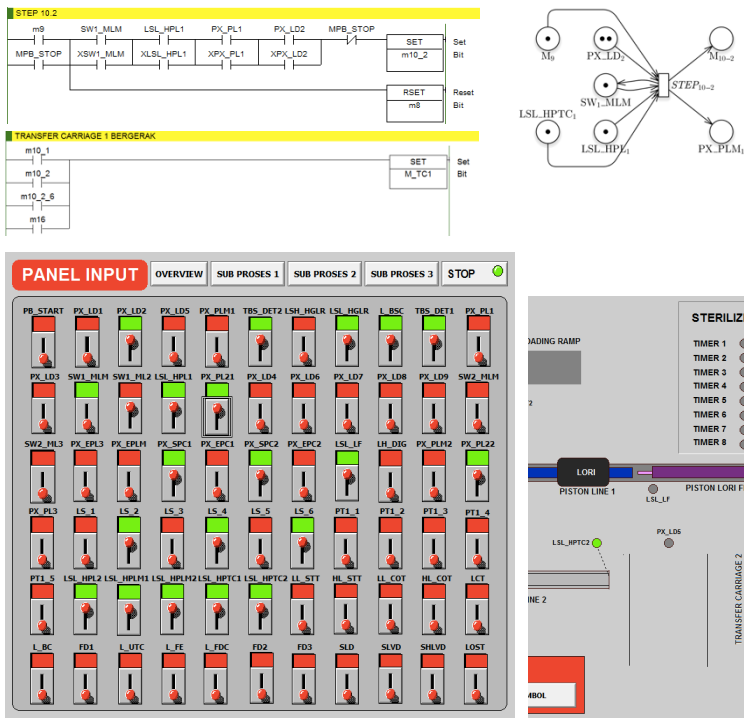 STEP 10.2
m9 SW1_MLM LSL_HPL1 PX_PL1 PX_LD2 MPB_STOP
SET Set
m10_2 Bit
MPB_STOP XSW1_MLM XLSL_HPL1 XPX_PL1 XPX_LD2
RSET Reset
m8 Bit
TRANSFER CARRIAGE 1 BERGERAK
m10_1
SET Set
M_TC1 Bit
m10_2
m10_2_6
m16
M9 PX_LD2 M10−2
STEP10−2
SW1_MLM
LSL_HPTC1
LSL_HPL1 PX_PLM1
PANEL INPUT OVERVIEW SUB PROSES 1 SUB PROSES 2 SUB PROSES 3 STOP
PB_START PX_LD1 PX_LD2 PX_LD5 PX_PLM1 TBS_DET2 LSH_HGLR LSL_HGLR L_BSC TBS_DET1 PX_PL1
PX_LD3 SW1_MLM SW1_ML2 LSL_HPL1 PX_PL21 PX_LD4 PX_LD6 PX_LD7 PX_LD8 PX_LD9 SW2_MLM
SW2_ML3 PX_EPL3 PX_EPLM PX_SPC1 PX_EPC1 PX_SPC2 PX_EPC2 LSL_LF LH_DIG PX_PLM2 PX_PL22
PX_PL3 LS_1 LS_2 LS_3 LS_4 LS_5 LS_6 PT1_1 PT1_2 PT1_3 PT1_4
PT1_5 LSL_HPL2 LSL_HPLM1 LSL_HPLM2 LSL_HPTC1 LSL_HPTC2 LL_STT HL_STT LL_COT HL_COT LCT
L_BC FD1 L_UTC L_FE L_FDC FD2 FD3 SLD SLVD SHLVD LOST
STERILIZ
OADING RAMP
TIMER 1
TIMER 2
TIMER 3
TIMER 4
TIMER 5
TIMER 6
TIMER 7
TIMER 8
2
LORI
PISTON LINE 1
PISTON LORI F
LSL_LF
LSL_HPTC2
PX_LD5
INE 2
TRANSFER CARRIAGE 2
MBOL